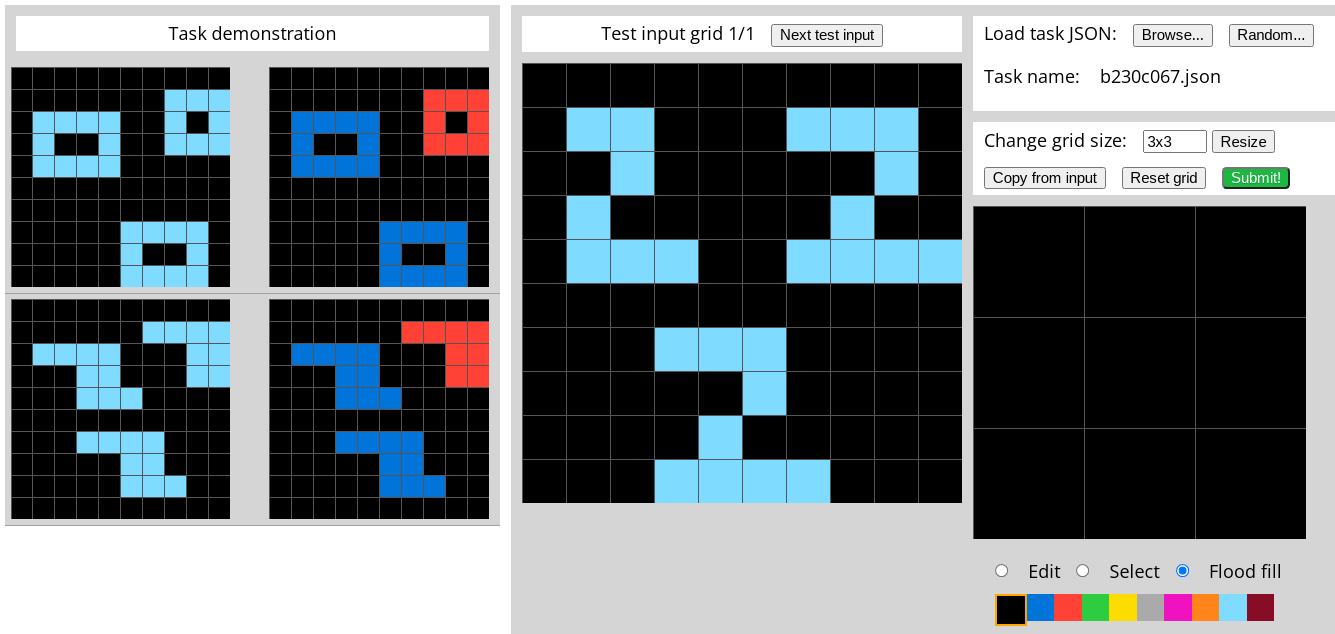 Task demonstration
Test input grid 1/1 Next test input
Load task JSON: Browse... Random...
Task name: b230c067.json
Change grid size: 3x3 Resize
Copy from input Reset grid Submit!
Edit Select Flood fill